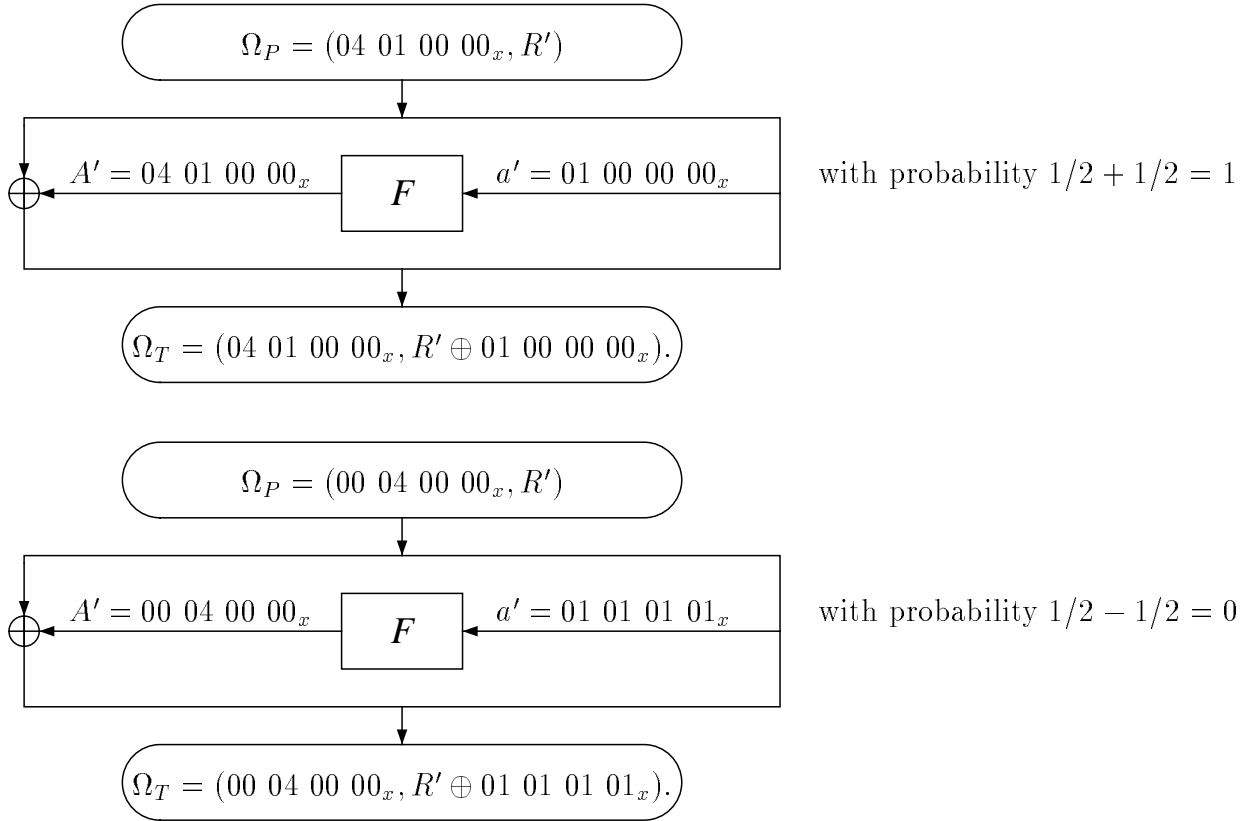 Ω_P = (04 01 00 00_x, R′)
A′ = 04 01 00 00_x
F
a′ = 01 00 00 00_x
with probability 1/2 + 1/2 = 1
Ω_T = (04 01 00 00_x, R′ ⊕ 01 00 00 00_x).
Ω_P = (00 04 00 00_x, R′)
A′ = 00 04 00 00_x
F
a′ = 01 01 01 01_x
with probability 1/2 − 1/2 = 0
Ω_T = (00 04 00 00_x, R′ ⊕ 01 01 01 01_x).